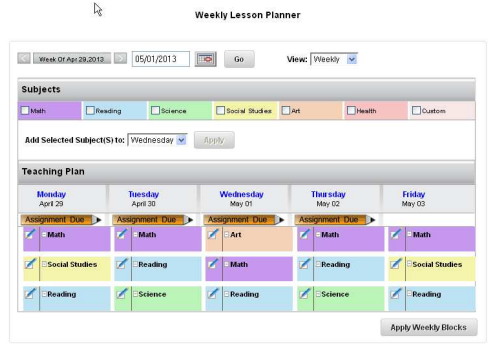 Weekly Lesson Planner
Week Of Apr 29,2013 05/01/2013 Go View: Weekly
Subjects
Math Reading Science Social Studies Art Health Custom
Add Selected Subject(S) to: Wednesday Apply
Teaching Plan
Monday Tuesday Wednesday Thursday Friday
April 29 April 30 May 01 May 02 May 03
Assignment Due Assignment Due Assignment Due Assignment Due
Math Math Art Math Math
Social Studies Reading Math Reading Social Studies
Reading Science Reading Science Reading
Apply Weekly Blocks